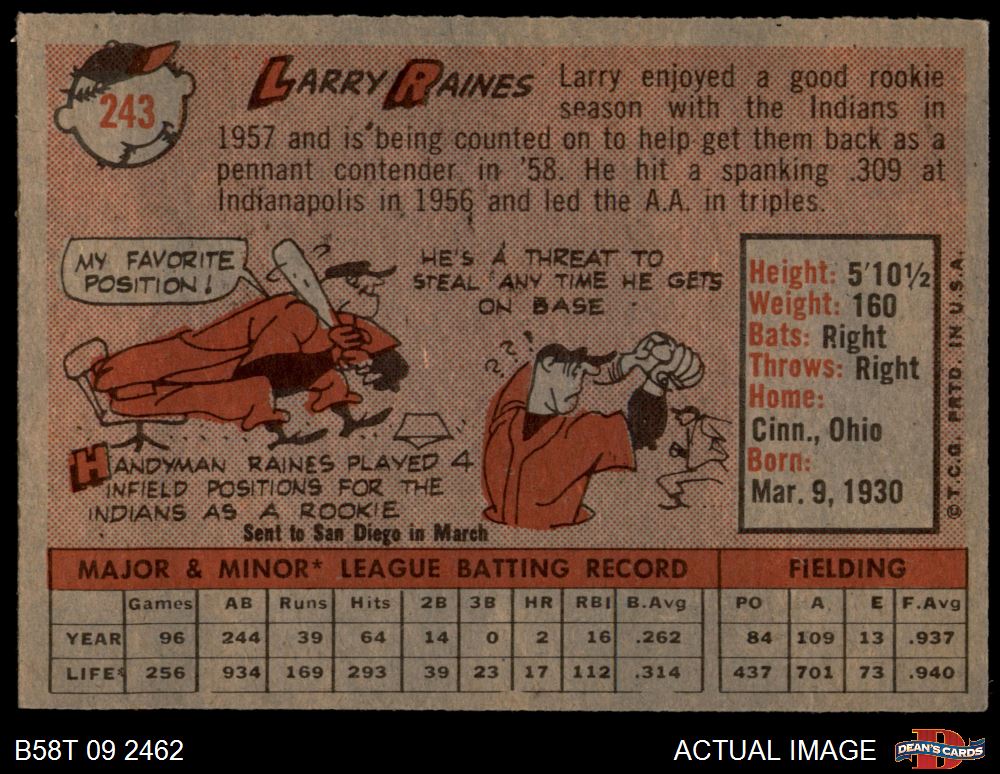 243
LARRY RAINES
Larry enjoyed a good rookie
season with the Indians in
1957 and is being counted on to help get them back as a
pennant contender in '58. He hit a spanking .309 at
Indianapolis in 1956 and led the A.A. in triples.
MY FAVORITE
POSITION!
HE'S A THREAT TO
STEAL ANY TIME HE GETS
ON BASE
??!
HANDYMAN RAINES PLAYED 4
INFIELD POSITIONS FOR THE
INDIANS AS A ROOKIE
Sent to San Diego in March
Height: 5'10½
Weight: 160
Bats: Right
Throws: Right
Home:
Cinn., Ohio
Born:
Mar. 9, 1930
© T.C.G. PRTD. IN U.S.A.
MAJOR & MINOR* LEAGUE BATTING RECORD FIELDING
Games AB Runs Hits 2B 3B HR RBI B.Avg PO A E F.Avg
YEAR 96 244 39 64 14 0 2 16 .262 84 109 13 .937
LIFE* 256 934 169 293 39 23 17 112 .314 437 701 73 .940
B58T 09 2462
ACTUAL IMAGE
D
DEAN'S CARDS